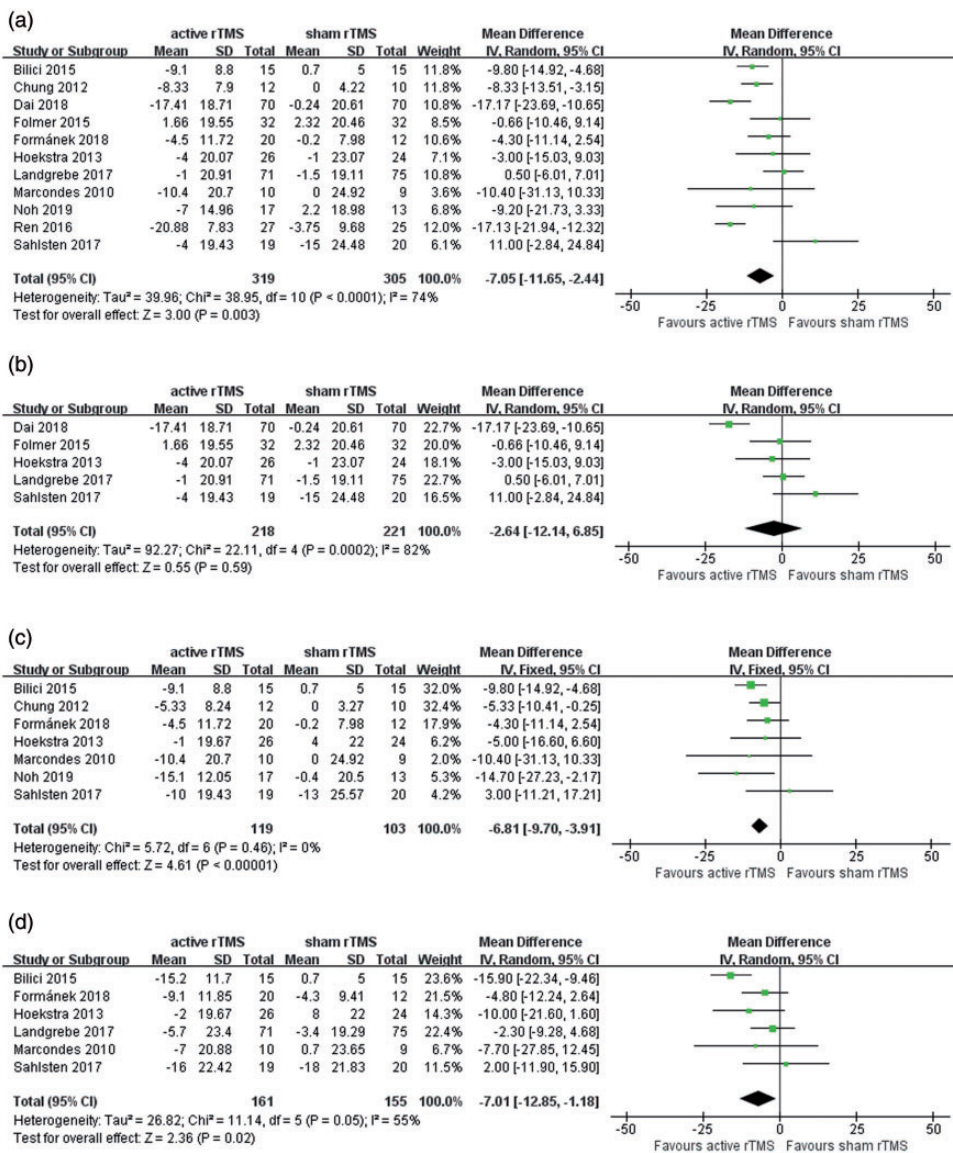 (a)
active rTMS sham rTMS Mean Difference Mean Difference
Study or Subgroup Mean SD Total Mean SD Total Weight IV, Random, 95% CI IV, Random, 95% CI
Bilici 2015 -9.1 8.8 15 0.7 5 15 11.8% -9.80 [-14.92, -4.68]
Chung 2012 -8.33 7.9 12 0 4.22 10 11.8% -8.33 [-13.51, -3.15]
Dai 2018 -17.41 18.71 70 -0.24 20.61 70 10.8% -17.17 [-23.69, -10.65]
Folmer 2015 1.66 19.55 32 2.32 20.46 32 8.5% -0.66 [-10.46, 9.14]
Formánek 2018 -4.5 11.72 20 -0.2 7.98 12 10.6% -4.30 [-11.14, 2.54]
Hoekstra 2013 -4 20.07 26 -1 23.07 24 7.1% -3.00 [-15.03, 9.03]
Landgrebe 2017 -1 20.91 71 -1.5 19.11 75 10.8% 0.50 [-6.01, 7.01]
Marcondes 2010 -10.4 20.7 10 0 24.92 9 3.6% -10.40 [-31.13, 10.33]
Noh 2019 -7 14.96 17 2.2 18.98 13 6.8% -9.20 [-21.73, 3.33]
Ren 2016 -20.88 7.83 27 -3.75 9.68 25 12.0% -17.13 [-21.94, -12.32]
Sahlsten 2017 -4 19.43 19 -15 24.48 20 6.1% 11.00 [-2.84, 24.84]
Total (95% CI) 319 305 100.0% -7.05 [-11.65, -2.44]
Heterogeneity: Tau² = 39.96; Chi² = 38.95, df = 10 (P < 0.0001); I² = 74%
Test for overall effect: Z = 3.00 (P = 0.003)
-50 -25 0 25 50
Favours active rTMS Favours sham rTMS
(b)
active rTMS sham rTMS Mean Difference Mean Difference
Study or Subgroup Mean SD Total Mean SD Total Weight IV, Random, 95% CI IV, Random, 95% CI
Dai 2018 -17.41 18.71 70 -0.24 20.61 70 22.7% -17.17 [-23.69, -10.65]
Folmer 2015 1.66 19.55 32 2.32 20.46 32 20.0% -0.66 [-10.46, 9.14]
Hoekstra 2013 -4 20.07 26 -1 23.07 24 18.1% -3.00 [-15.03, 9.03]
Landgrebe 2017 -1 20.91 71 -1.5 19.11 75 22.7% 0.50 [-6.01, 7.01]
Sahlsten 2017 -4 19.43 19 -15 24.48 20 16.5% 11.00 [-2.84, 24.84]
Total (95% CI) 218 221 100.0% -2.64 [-12.14, 6.85]
Heterogeneity: Tau² = 92.27; Chi² = 22.11, df = 4 (P = 0.0002); I² = 82%
Test for overall effect: Z = 0.55 (P = 0.59)
-50 -25 0 25 50
Favours active rTMS Favours sham rTMS
(c)
active rTMS sham rTMS Mean Difference Mean Difference
Study or Subgroup Mean SD Total Mean SD Total Weight IV, Fixed, 95% CI IV, Fixed, 95% CI
Bilici 2015 -9.1 8.8 15 0.7 5 15 32.0% -9.80 [-14.92, -4.68]
Chung 2012 -5.33 8.24 12 0 3.27 10 32.4% -5.33 [-10.41, -0.25]
Formánek 2018 -4.5 11.72 20 -0.2 7.98 12 17.9% -4.30 [-11.14, 2.54]
Hoekstra 2013 -1 19.67 26 4 22 24 6.2% -5.00 [-16.60, 6.60]
Marcondes 2010 -10.4 20.7 10 0 24.92 9 2.0% -10.40 [-31.13, 10.33]
Noh 2019 -15.1 12.05 17 -0.4 20.5 13 5.3% -14.70 [-27.23, -2.17]
Sahlsten 2017 -10 19.43 19 -13 25.57 20 4.2% 3.00 [-11.21, 17.21]
Total (95% CI) 119 103 100.0% -6.81 [-9.70, -3.91]
Heterogeneity: Chi² = 5.72, df = 6 (P = 0.46); I² = 0%
Test for overall effect: Z = 4.61 (P < 0.00001)
-50 -25 0 25 50
Favours active rTMS Favours sham rTMS
(d)
active rTMS sham rTMS Mean Difference Mean Difference
Study or Subgroup Mean SD Total Mean SD Total Weight IV, Random, 95% CI IV, Random, 95% CI
Bilici 2015 -15.2 11.7 15 0.7 5 15 23.6% -15.90 [-22.34, -9.46]
Formánek 2018 -9.1 11.85 20 -4.3 9.41 12 21.5% -4.80 [-12.24, 2.64]
Hoekstra 2013 -2 19.67 26 8 22 24 14.3% -10.00 [-21.60, 1.60]
Landgrebe 2017 -5.7 23.4 71 -3.4 19.29 75 22.4% -2.30 [-9.28, 4.68]
Marcondes 2010 -7 20.88 10 0.7 23.65 9 6.7% -7.70 [-27.85, 12.45]
Sahlsten 2017 -16 22.42 19 -18 21.83 20 11.5% 2.00 [-11.90, 15.90]
Total (95% CI) 161 155 100.0% -7.01 [-12.85, -1.18]
Heterogeneity: Tau² = 26.82; Chi² = 11.14, df = 5 (P = 0.05); I² = 55%
Test for overall effect: Z = 2.36 (P = 0.02)
-50 -25 0 25 50
Favours active rTMS Favours sham rTMS